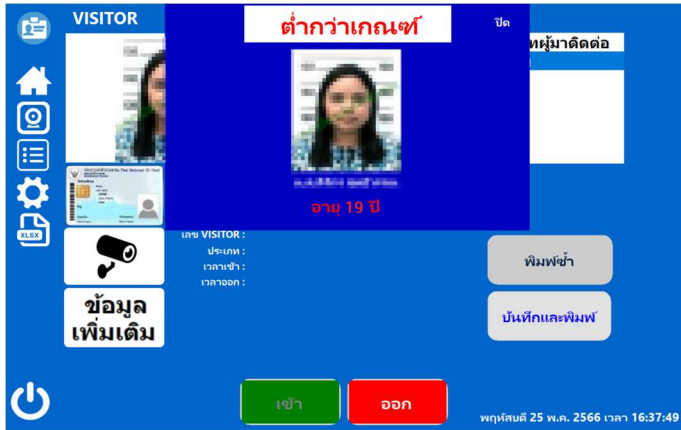 VISITOR
ต่ำกว่าเกณฑ์
ปิด
ทผู้มาติดต่อ
อายุ 19 ปี
Thai National ID Card
เลข VISITOR :
ประเภท :
เวลาเข้า :
เวลาออก :
XLSX
พิมพ์ซ้ำ
ข้อมูล
เพิ่มเติม
บันทึกและพิมพ์
เข้า
ออก
พฤหัสบดี 25 พ.ค. 2566 เวลา 16:37:49